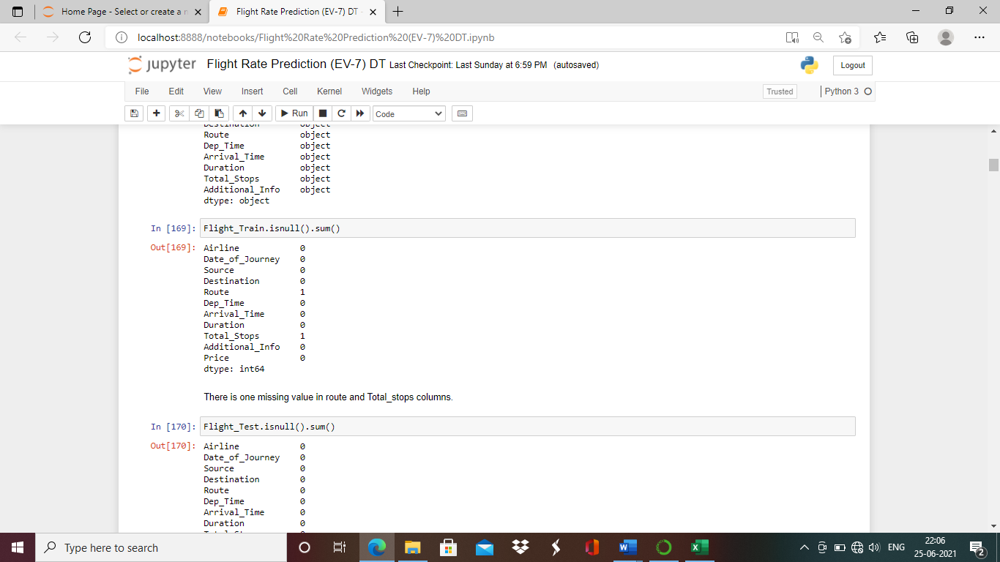 Home Page - Select or create a n
Flight Rate Prediction (EV-7) DT -
localhost:8888/notebooks/Flight%20Rate%20Prediction%20(EV-7)%20DT.ipynb
jupyter Flight Rate Prediction (EV-7) DT Last Checkpoint: Last Sunday at 6:59 PM (autosaved)
Logout
File Edit View Insert Cell Kernel Widgets Help
Trusted Python 3
Run Code
Destination object
Route object
Dep_Time object
Arrival_Time object
Duration object
Total_Stops object
Additional_Info object
dtype: object
In [169]: Flight_Train.isnull().sum()
Out[169]: Airline 0
Date_of_Journey 0
Source 0
Destination 0
Route 1
Dep_Time 0
Arrival_Time 0
Duration 0
Total_Stops 1
Additional_Info 0
Price 0
dtype: int64
There is one missing value in route and Total_stops columns.
In [170]: Flight_Test.isnull().sum()
Out[170]: Airline 0
Date_of_Journey 0
Source 0
Destination 0
Route 0
Dep_Time 0
Arrival_Time 0
Duration 0
Type here to search
ENG
22:06
25-06-2021
2